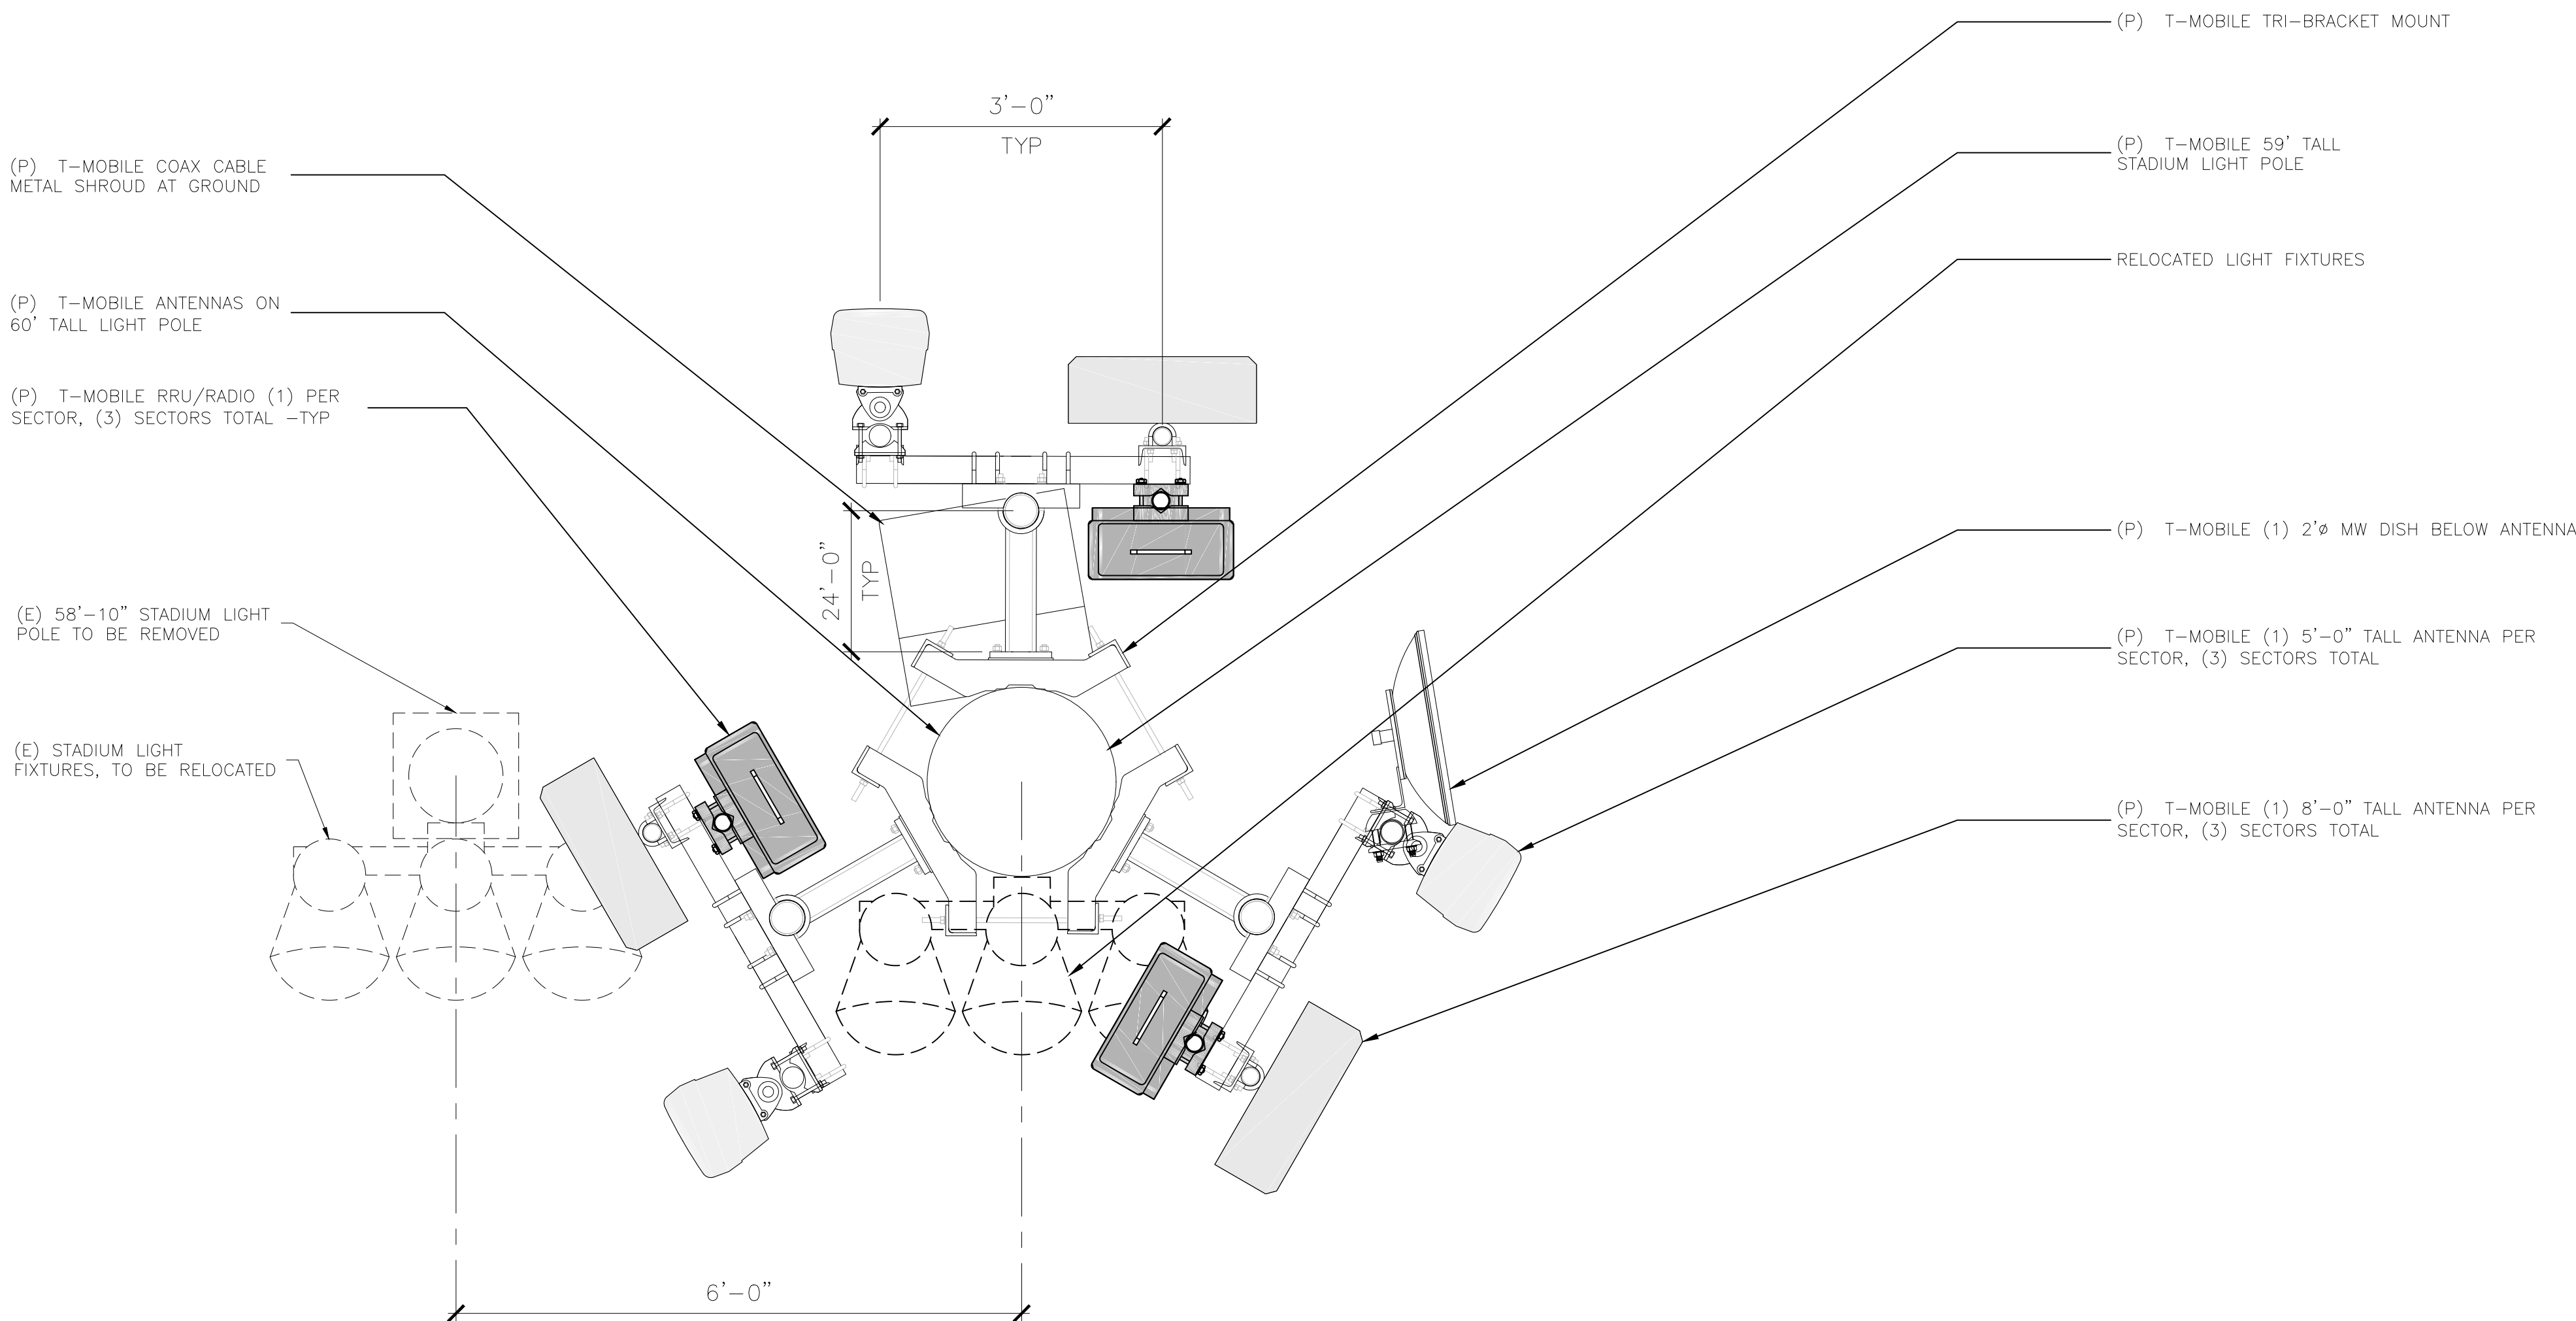 (P) T-MOBILE TRI-BRACKET MOUNT
3'-0"
TYP
(P) T-MOBILE COAX CABLE
METAL SHROUD AT GROUND
(P) T-MOBILE 59' TALL
STADIUM LIGHT POLE
RELOCATED LIGHT FIXTURES
(P) T-MOBILE ANTENNAS ON
60' TALL LIGHT POLE
(P) T-MOBILE RRU/RADIO (1) PER
SECTOR, (3) SECTORS TOTAL -TYP
24'-0"
TYP
(P) T-MOBILE (1) 2'ø MW DISH BELOW ANTENNA
(E) 58'-10" STADIUM LIGHT
POLE TO BE REMOVED
(P) T-MOBILE (1) 5'-0" TALL ANTENNA PER
SECTOR, (3) SECTORS TOTAL
(E) STADIUM LIGHT
FIXTURES, TO BE RELOCATED
(P) T-MOBILE (1) 8'-0" TALL ANTENNA PER
SECTOR, (3) SECTORS TOTAL
6'-0"